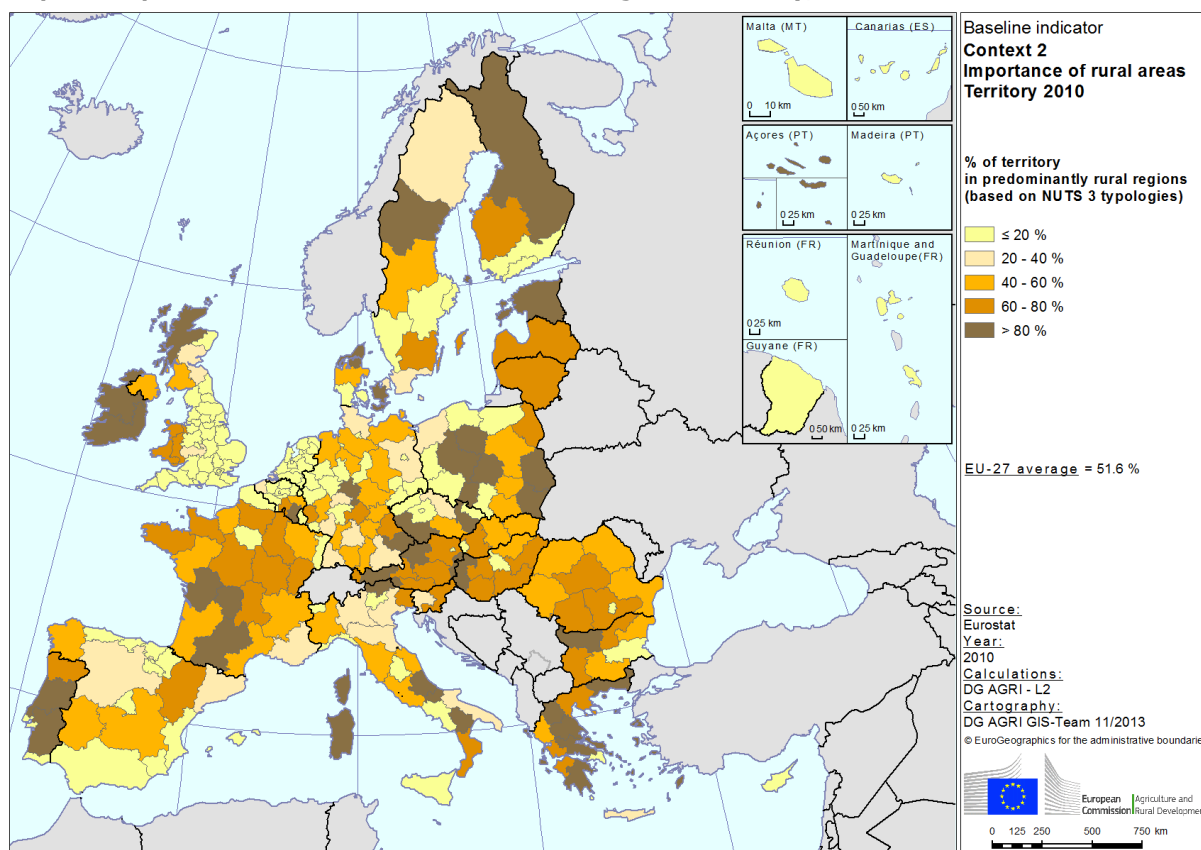 Malta (MT)
0 10 km
Canarias (ES)
0 50 km
Açores (PT)
0 25 km
Madeira (PT)
0 25 km
Réunion (FR)
0 25 km
Martinique and
Guadeloupe(FR)
0 25 km
Guyane (FR)
0 50 km
Baseline indicator
Context 2
Importance of rural areas
Territory 2010
% of territory
in predominantly rural regions
(based on NUTS 3 typologies)
≤ 20 %
20 - 40 %
40 - 60 %
60 - 80 %
> 80 %
EU-27 average = 51.6 %
Source:
Eurostat
Year:
2010
Calculations:
DG AGRI - L2
Cartography:
DG AGRI GIS-Team 11/2013
© EuroGeographics for the administrative boundarie
European
Commission
Agriculture and
Rural Developmen
0 125 250 500 750 km